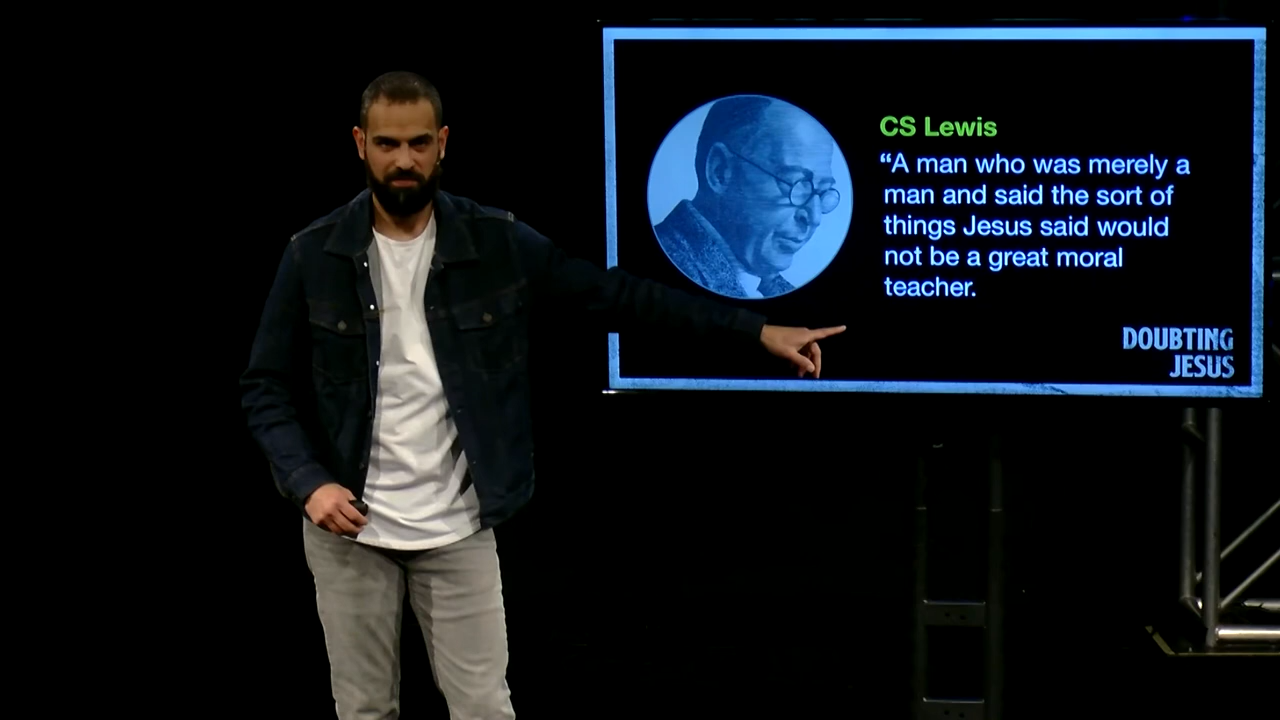 CS Lewis
“A man who was merely a
man and said the sort of
things Jesus said would
not be a great moral
teacher.
DOUBTING
JESUS